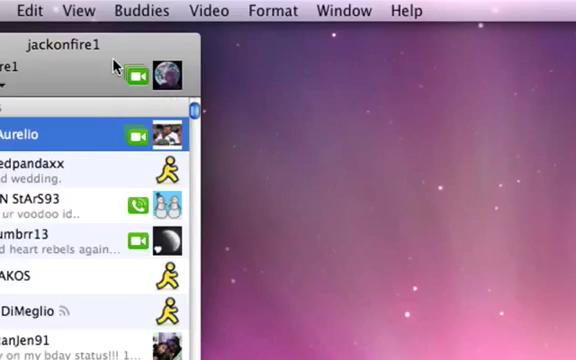 Edit View Buddies Video Format Window Help
jackonfire1
re1
s
Aurelio
edpandaxx
d wedding.
N StArS93
ur voodoo id..
umbrr13
d heart rebels again...
AKOS
DiMeglio
canJen91
y on my bday status!!! 1...